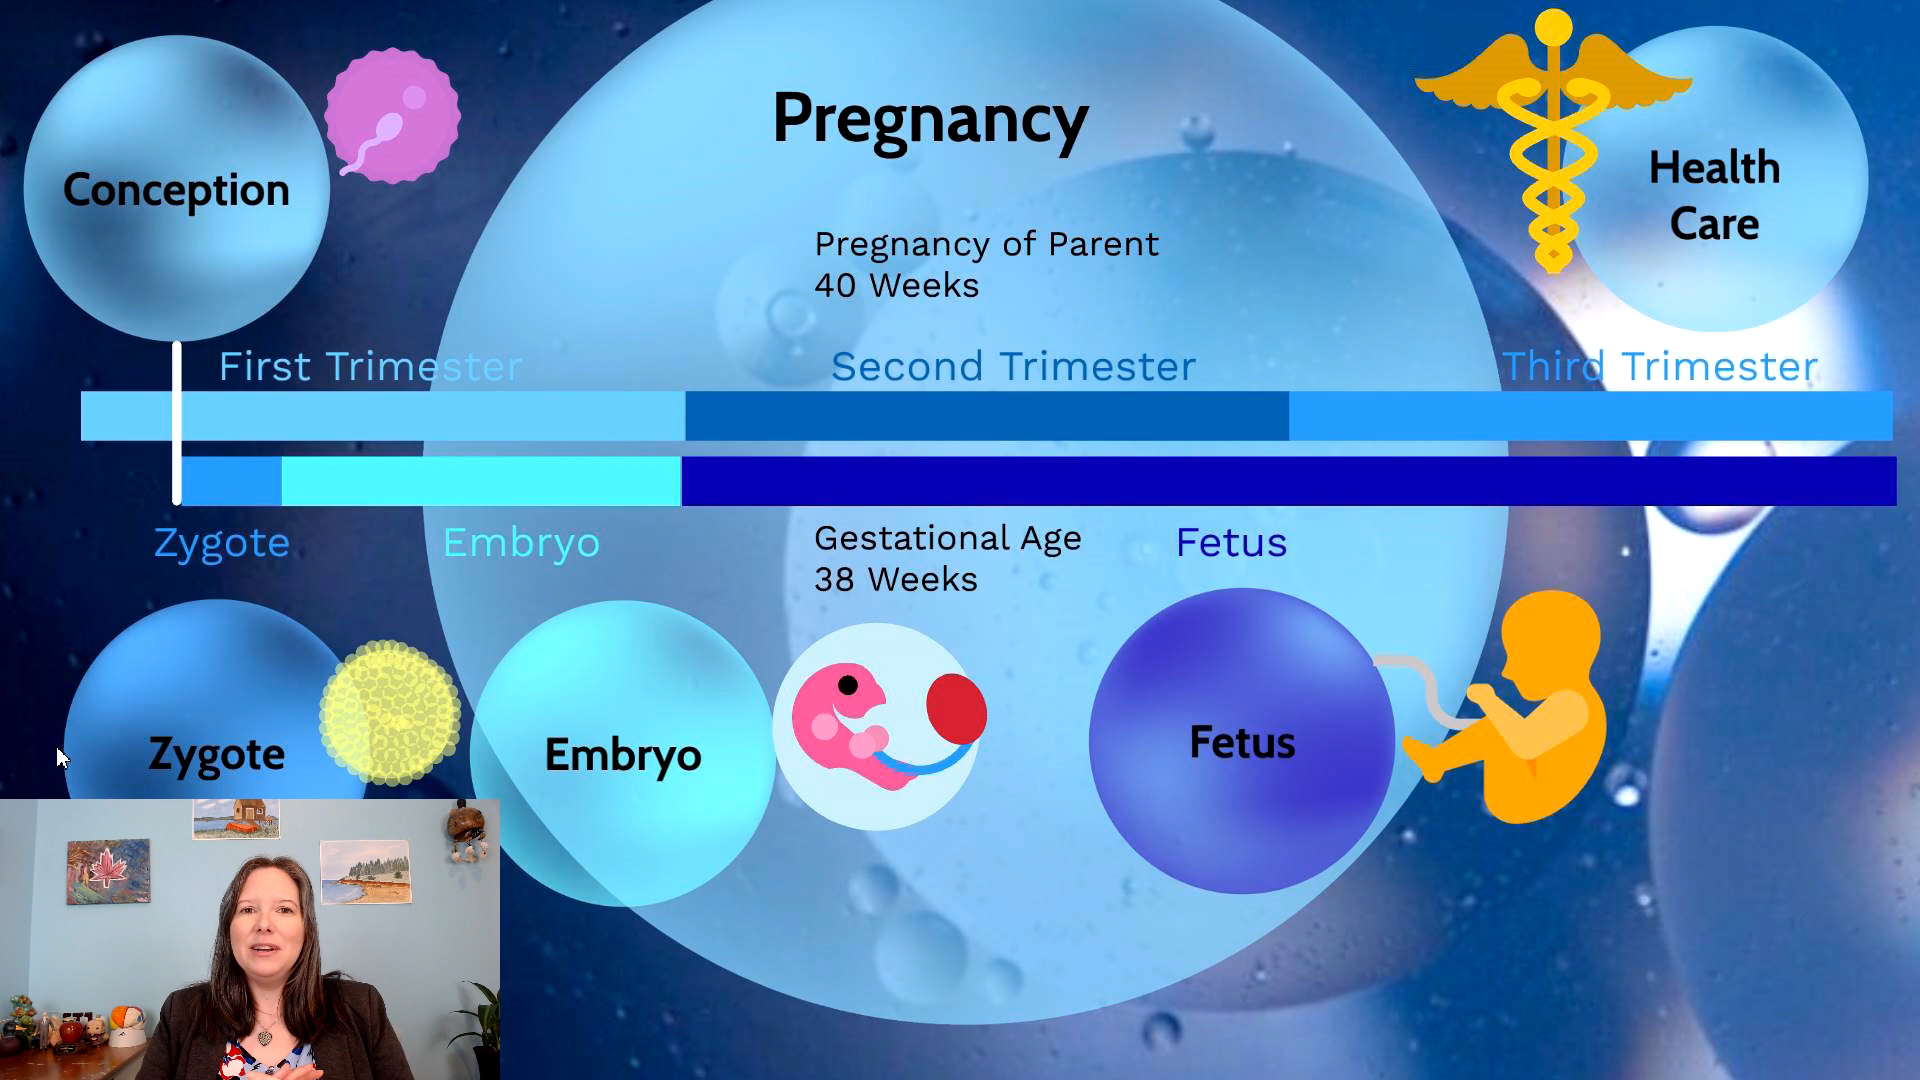 Pregnancy
Conception
Health
Care
Pregnancy of Parent
40 Weeks
First Trimester
Second Trimester
Third Trimester
Zygote
Embryo
Gestational Age
38 Weeks
Fetus
Zygote
Embryo
Fetus